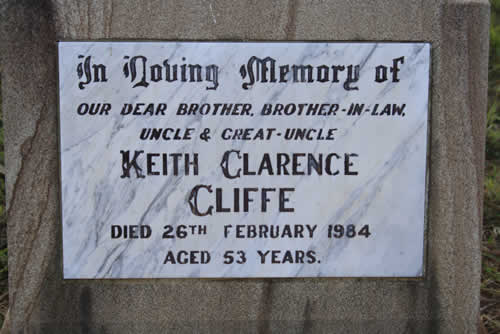 In Loving Memory of
OUR DEAR BROTHER, BROTHER-IN-LAW,
UNCLE & GREAT-UNCLE
KEITH CLARENCE
CLIFFE
DIED 26TH FEBRUARY 1984
AGED 53 YEARS.